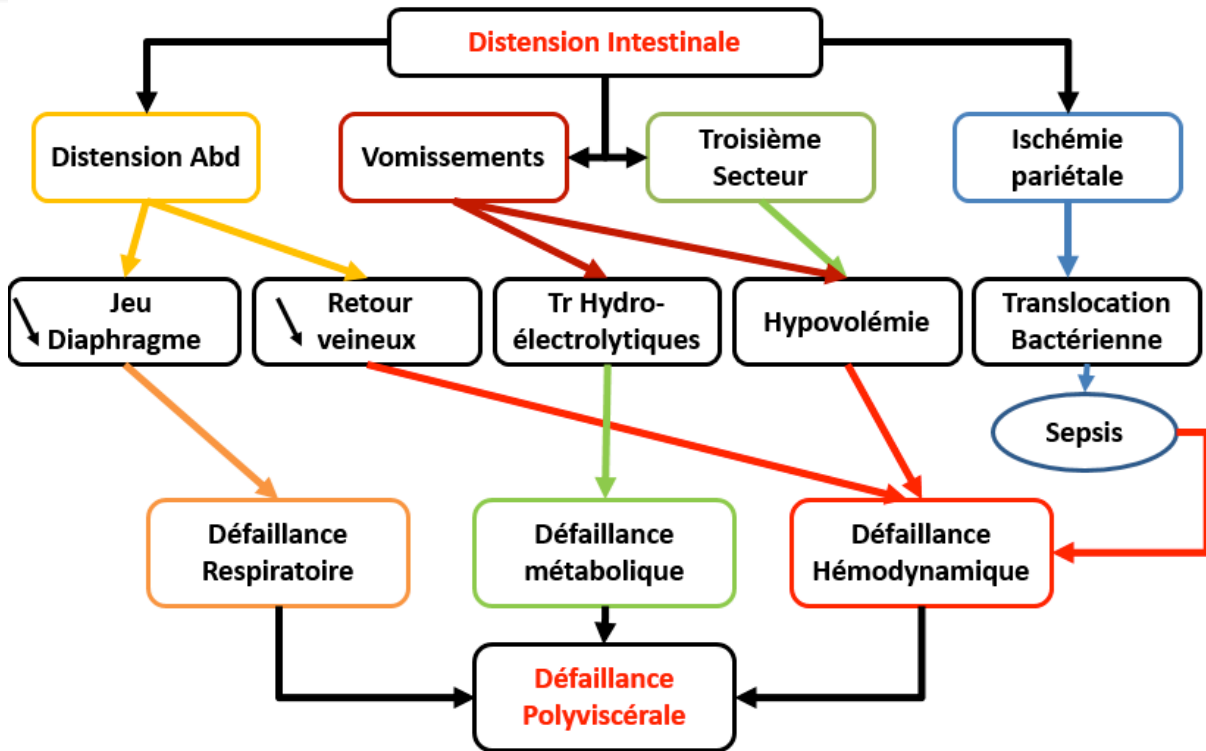 Distension Intestinale
Distension Abd
Vomissements
Troisième
Secteur
Ischémie
pariétale
Jeu
Diaphragme
Retour
veineux
Tr Hydro-
électrolytiques
Hypovolémie
Translocation
Bactérienne
Sepsis
Défaillance
Respiratoire
Défaillance
métabolique
Défaillance
Hémodynamique
Défaillance
Polyviscérale